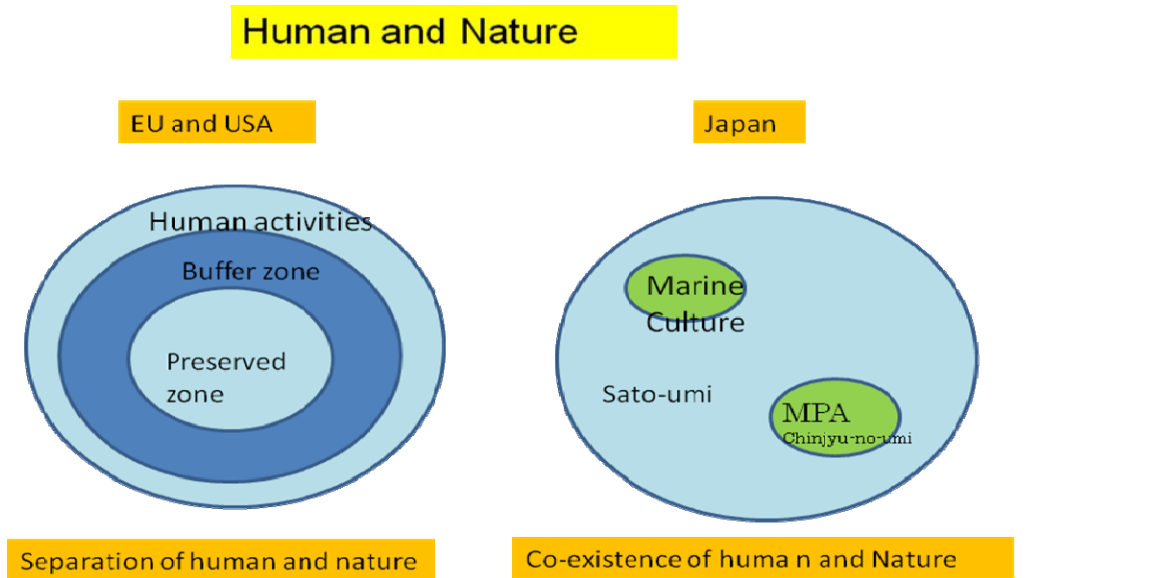 Human and Nature
EU and USA
Japan
Human activities
Buffer zone
Preserved
zone
Marine
Culture
Sato-umi
MPA
Chinjyu-no-umi
Separation of human and nature
Co-existence of huma n and Nature